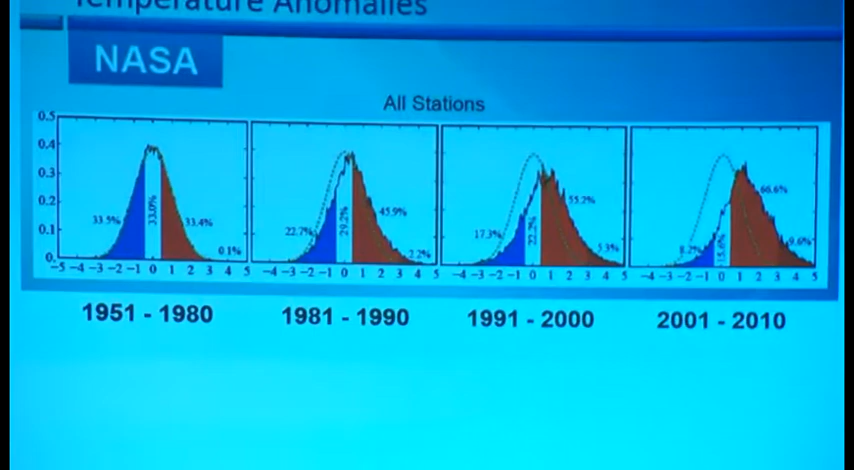 Temperature Anomalies
NASA
All Stations
0.5
0.4
0.3
0.2
0.1
0.
33.5% 33.0% 33.4% 0.1%
22.7% 29.2% 45.9% 2.2%
17.3% 22.2% 55.2% 5.3%
8.2% 15.6% 66.6% 9.6%
-5 -4 -3 -2 -1 0 1 2 3 4 5
-4 -3 -2 -1 0 1 2 3 4 5
-4 -3 -2 -1 0 1 2 3 4 5
-4 -3 -2 -1 0 1 2 3 4 5
1951 - 1980 1981 - 1990 1991 - 2000 2001 - 2010